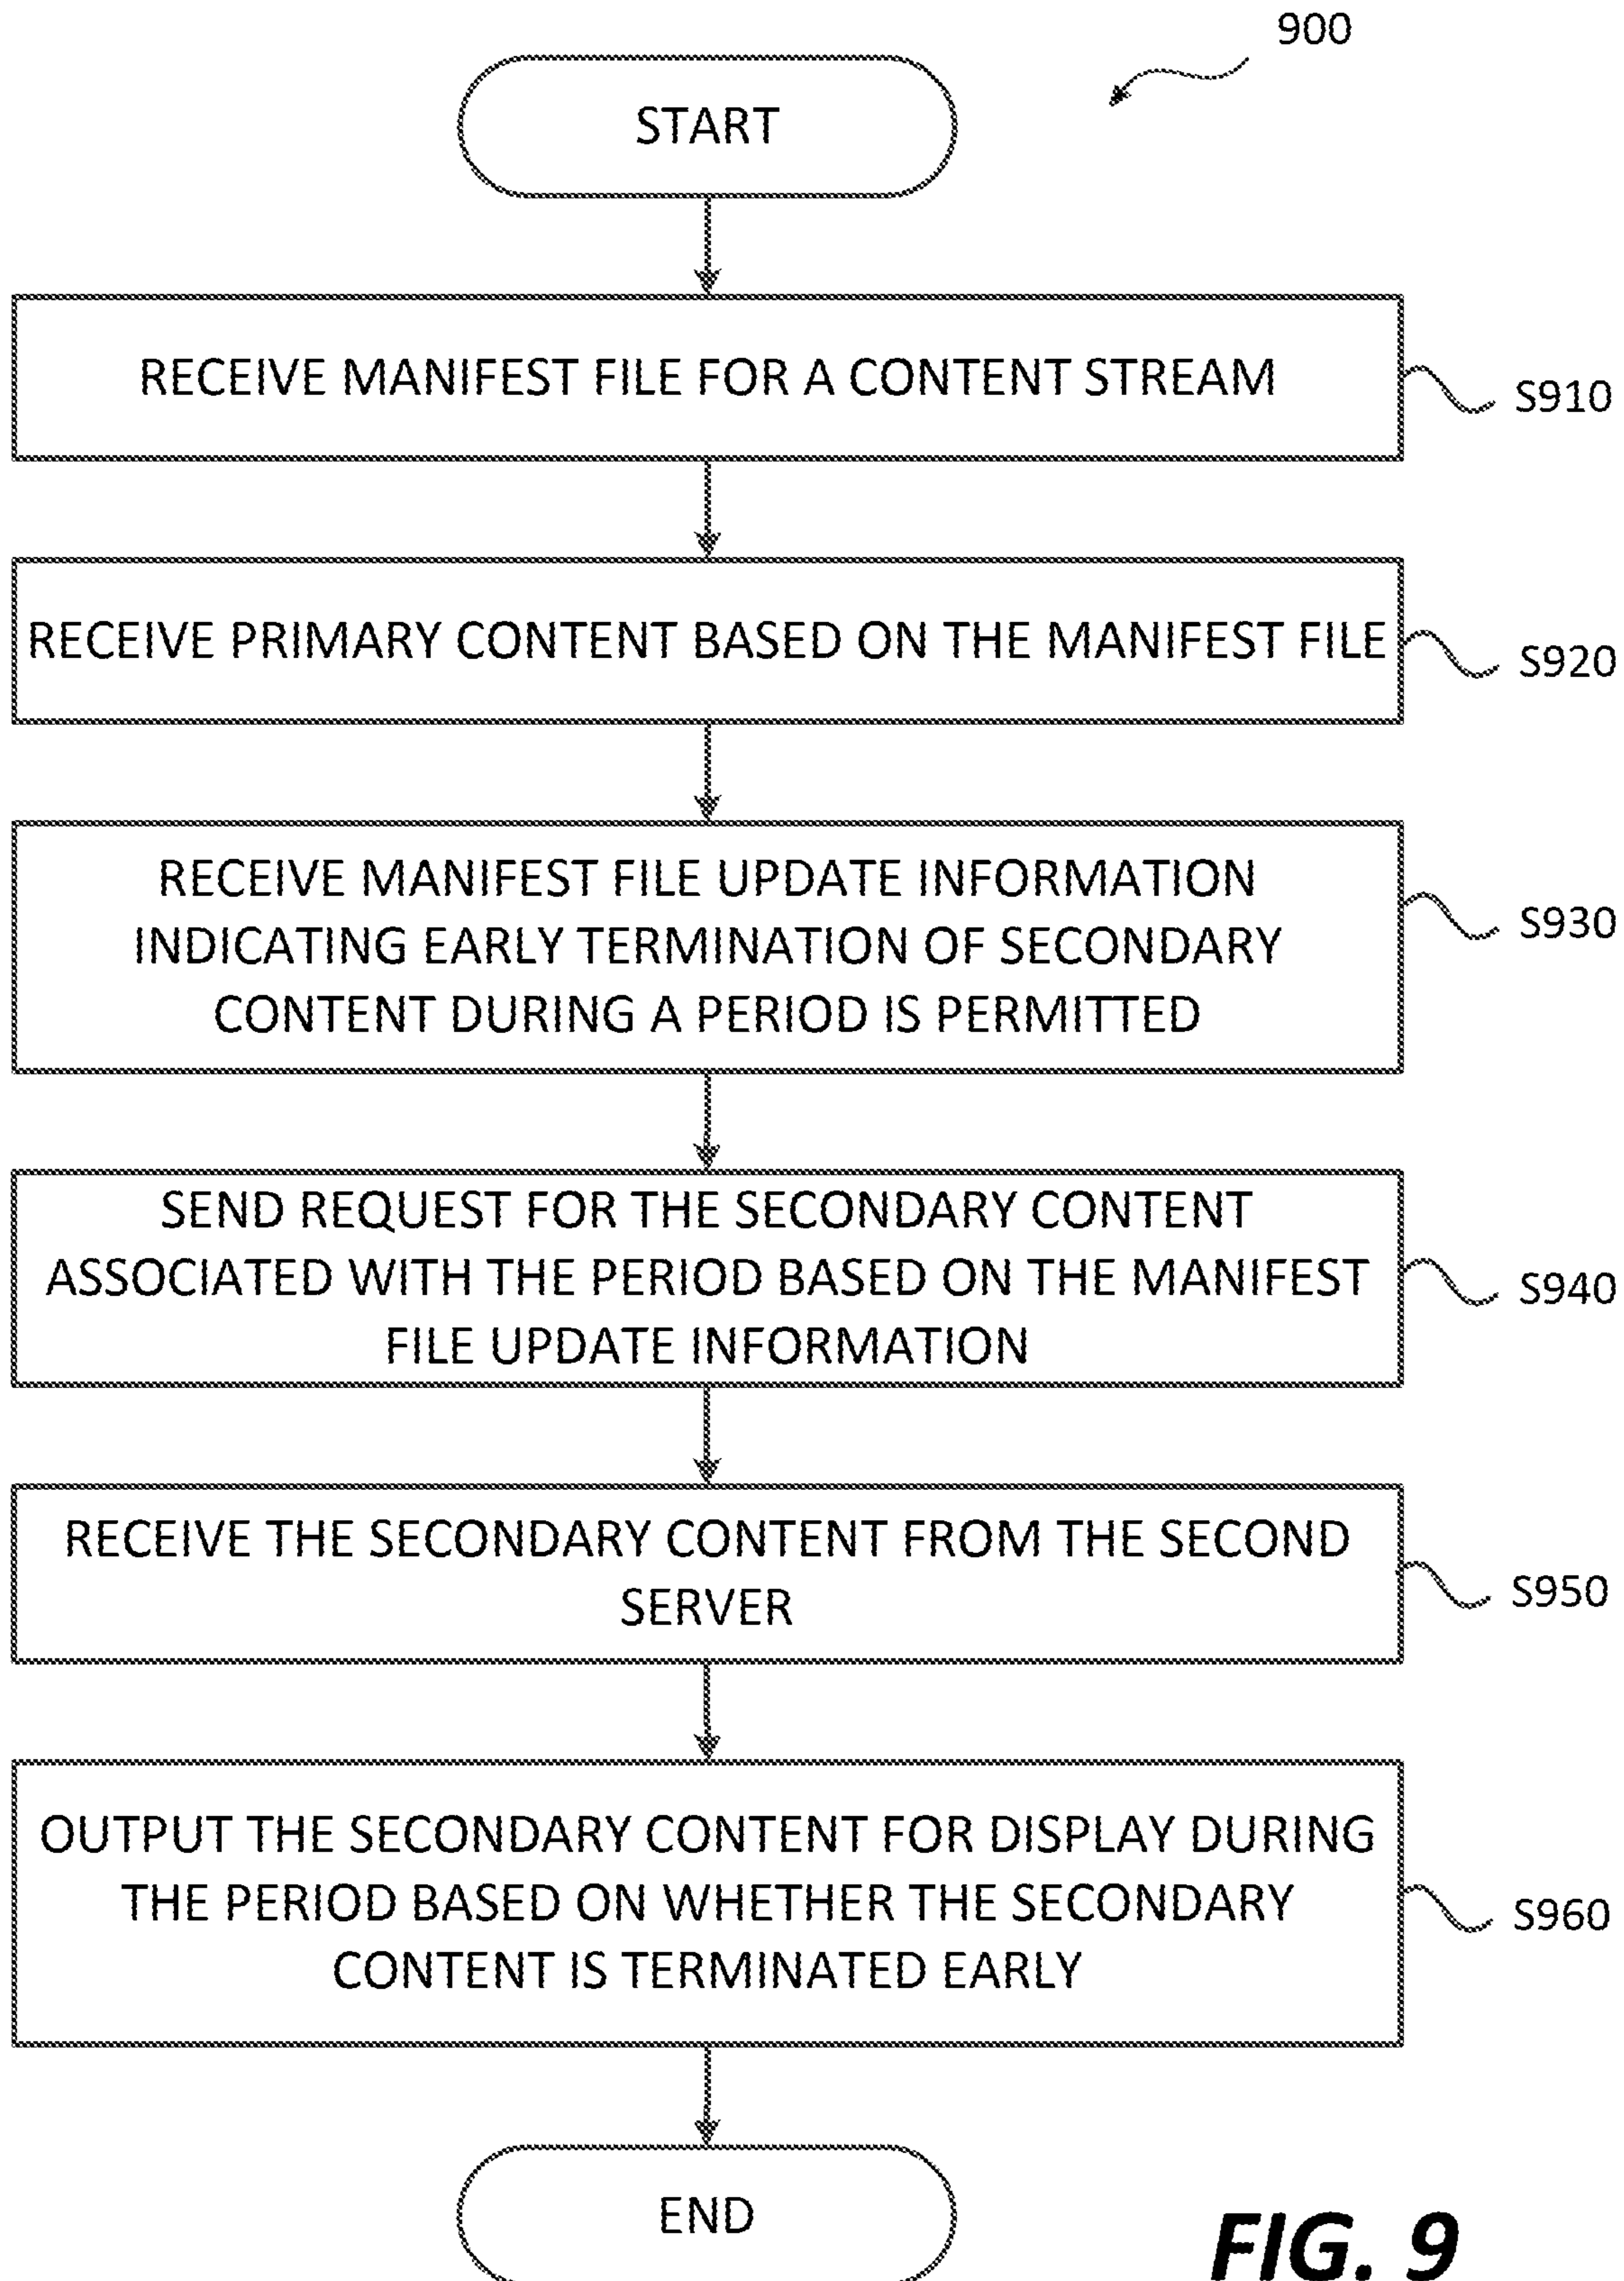 900
START
RECEIVE MANIFEST FILE FOR A CONTENT STREAM
S910
RECEIVE PRIMARY CONTENT BASED ON THE MANIFEST FILE
S920
RECEIVE MANIFEST FILE UPDATE INFORMATION
INDICATING EARLY TERMINATION OF SECONDARY
CONTENT DURING A PERIOD IS PERMITTED
S930
SEND REQUEST FOR THE SECONDARY CONTENT
ASSOCIATED WITH THE PERIOD BASED ON THE MANIFEST
FILE UPDATE INFORMATION
S940
RECEIVE THE SECONDARY CONTENT FROM THE SECOND
SERVER
S950
OUTPUT THE SECONDARY CONTENT FOR DISPLAY DURING
THE PERIOD BASED ON WHETHER THE SECONDARY
CONTENT IS TERMINATED EARLY
S960
END
FIG. 9